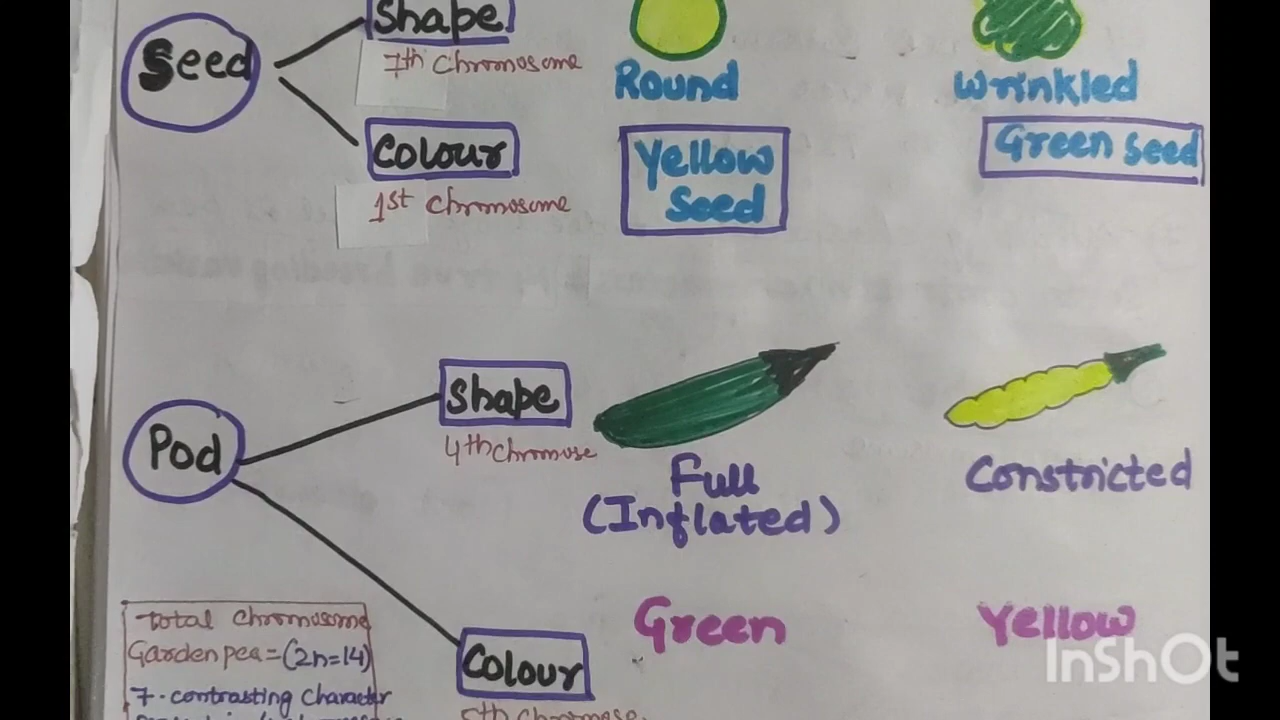 Shape
Seed
7th Chromosome
Round
Wrinkled
Colour
Yellow
Seed
Green seed
1st Chromosome
Shape
4th Chromose
Pod
Full
(Inflated)
Constricted
Green
Yellow
Total Chromosome
Garden pea = (2n=14)
7-contrasting character
Colour
InShOt